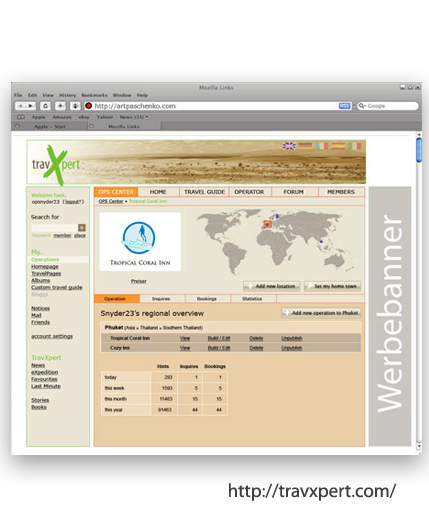 Mozilla Links
File Edit View History Bookmarks Window Help
http://artpaschenko.com
RSS
Google
Apple Amazon eBay Yahoo! News (33)
Apple - Start
Mozilla Links
travXpert
Welcome back,
opsnyder23 (logout?)
Search for
keyword member place
My...
Operations
Homepage
TravelPages
Albums
Custom travel guide
Bloggs
Notices
Mail
Friends
account settings
TravXpert
News
eXpedition
Favourites
Last Minute
Stories
Books
OPS CENTER HOME TRAVEL GUIDE OPERATOR FORUM MEMBERS
OPS Center » Tropical Coral Inn
TROPICAL CORAL INN
Preiser
Add new location
Set my home town
Operation Inquires Bookings Statistics
Snyder23's regional overview
Add new operation to Phuket
Phuket (Asia » Thailand » Southern Thailand)
Tropical Coral Inn View Build / Edit Delete Unpublish
Cozy Inn View Build / Edit Delete Unpublish
Hints Inquires Bookings
today 293 1 1
this week 1593 5 5
this month 11463 15 15
this year 91463 44 44
Werbebanner
http://travxpert.com/